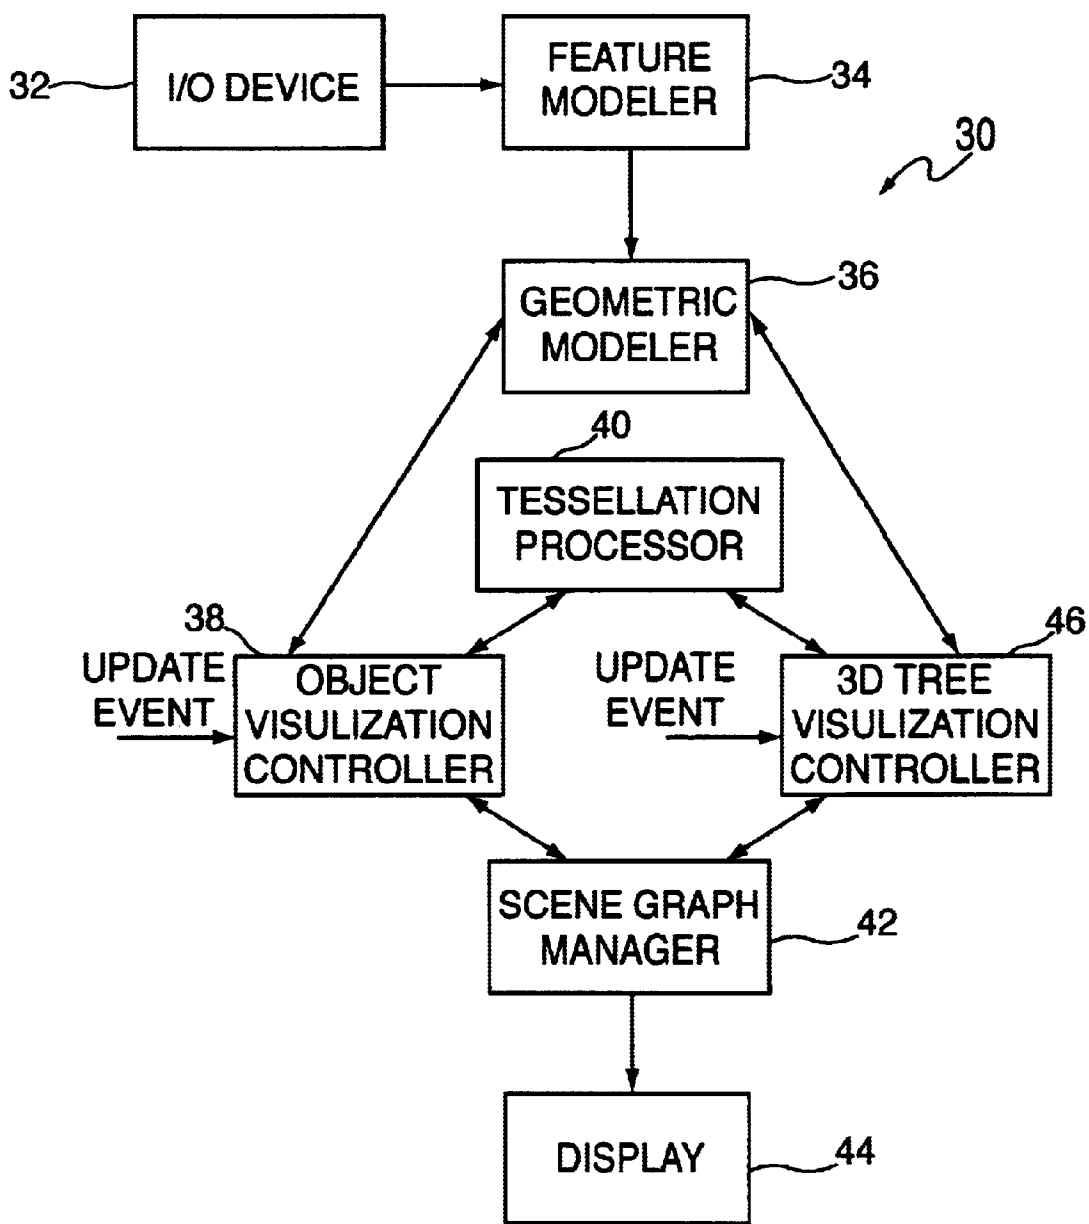 32
I/O DEVICE
FEATURE
MODELER
34
30
GEOMETRIC
MODELER
36
40
TESSELLATION
PROCESSOR
38
UPDATE
EVENT
OBJECT
VISULIZATION
CONTROLLER
UPDATE
EVENT
46
3D TREE
VISULIZATION
CONTROLLER
SCENE GRAPH
MANAGER
42
DISPLAY
44